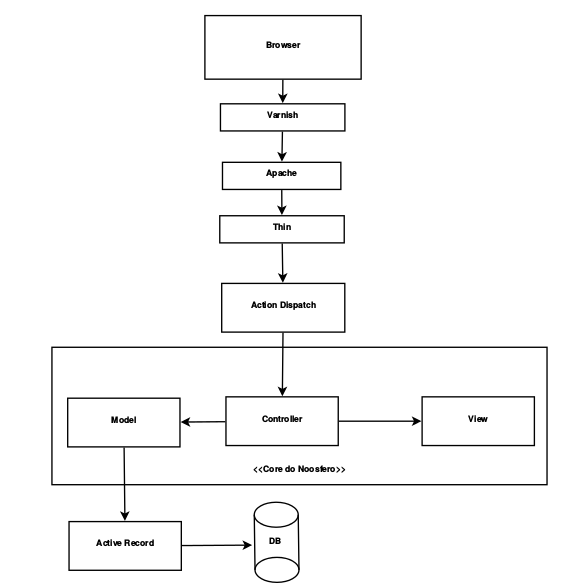 Browser
Varnish
Apache
Thin
Action Dispatch
Model
Controller
View
<<Core do Noosfero>>
Active Record
DB